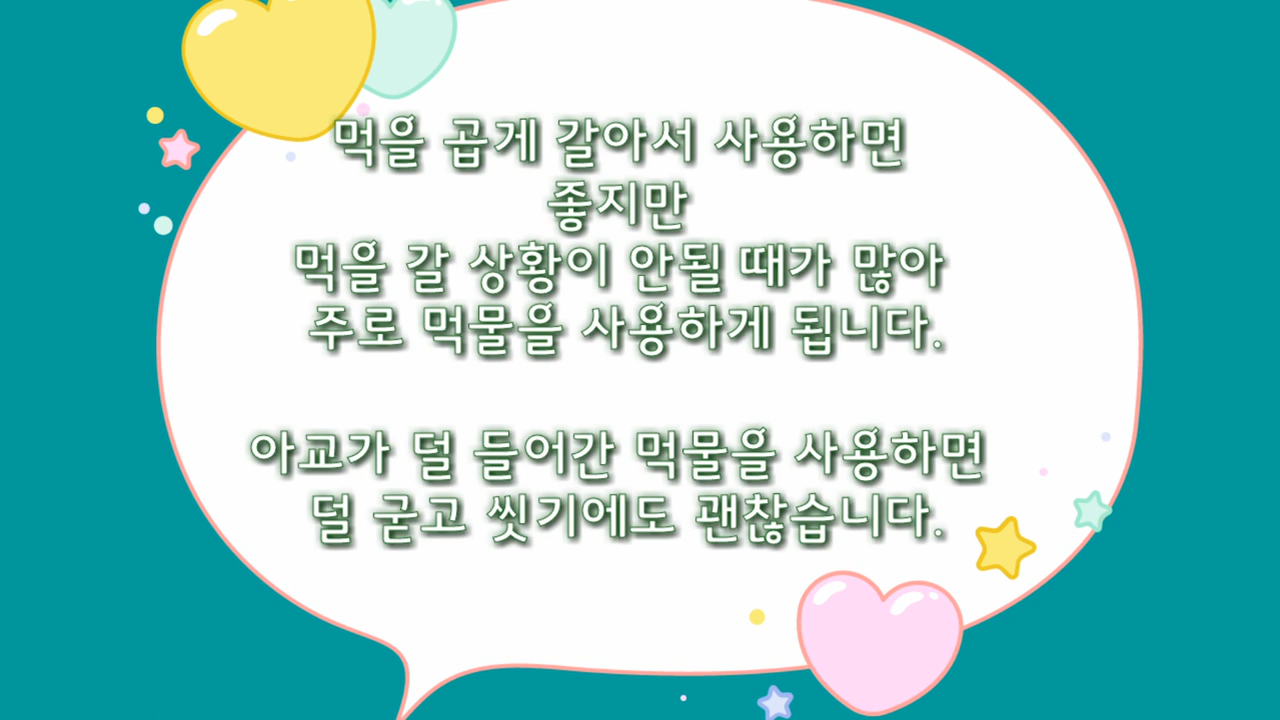 먹을 곱게 갈아서 사용하면
좋지만
먹을 갈 상황이 안될 때가 많아
주로 먹물을 사용하게 됩니다.
아교가 덜 들어간 먹물을 사용하면
덜 굳고 씻기에도 괜찮습니다.